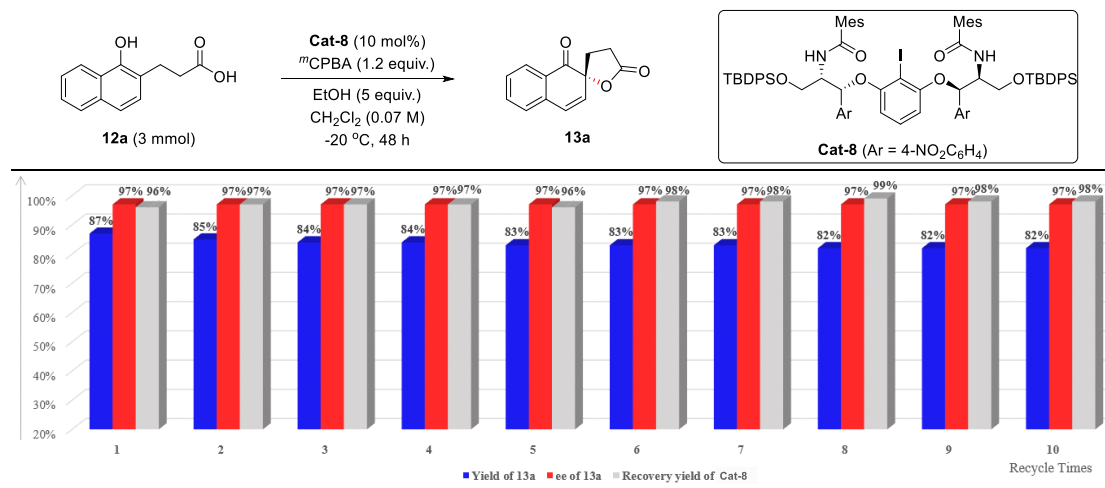 OH
O
OH
12a (3 mmol)
Cat-8 (10 mol%)
mCPBA (1.2 equiv.)
EtOH (5 equiv.)
CH2Cl2 (0.07 M)
-20 °C, 48 h
O
O
O
13a
Mes
Mes
HN
O
I
O
NH
TBDPSO
O
O
OTBDPS
Ar
Ar
Cat-8 (Ar = 4-NO2C6H4)
100%
90%
80%
70%
60%
50%
40%
30%
20%
87% 97% 96%
85% 97% 97%
84% 97% 97%
84% 97% 97%
83% 97% 96%
83% 97% 98%
83% 97% 98%
82% 97% 99%
82% 97% 98%
82% 97% 98%
1 2 3 4 5 6 7 8 9 10
Recycle Times
Yield of 13a ee of 13a Recovery yield of Cat-8